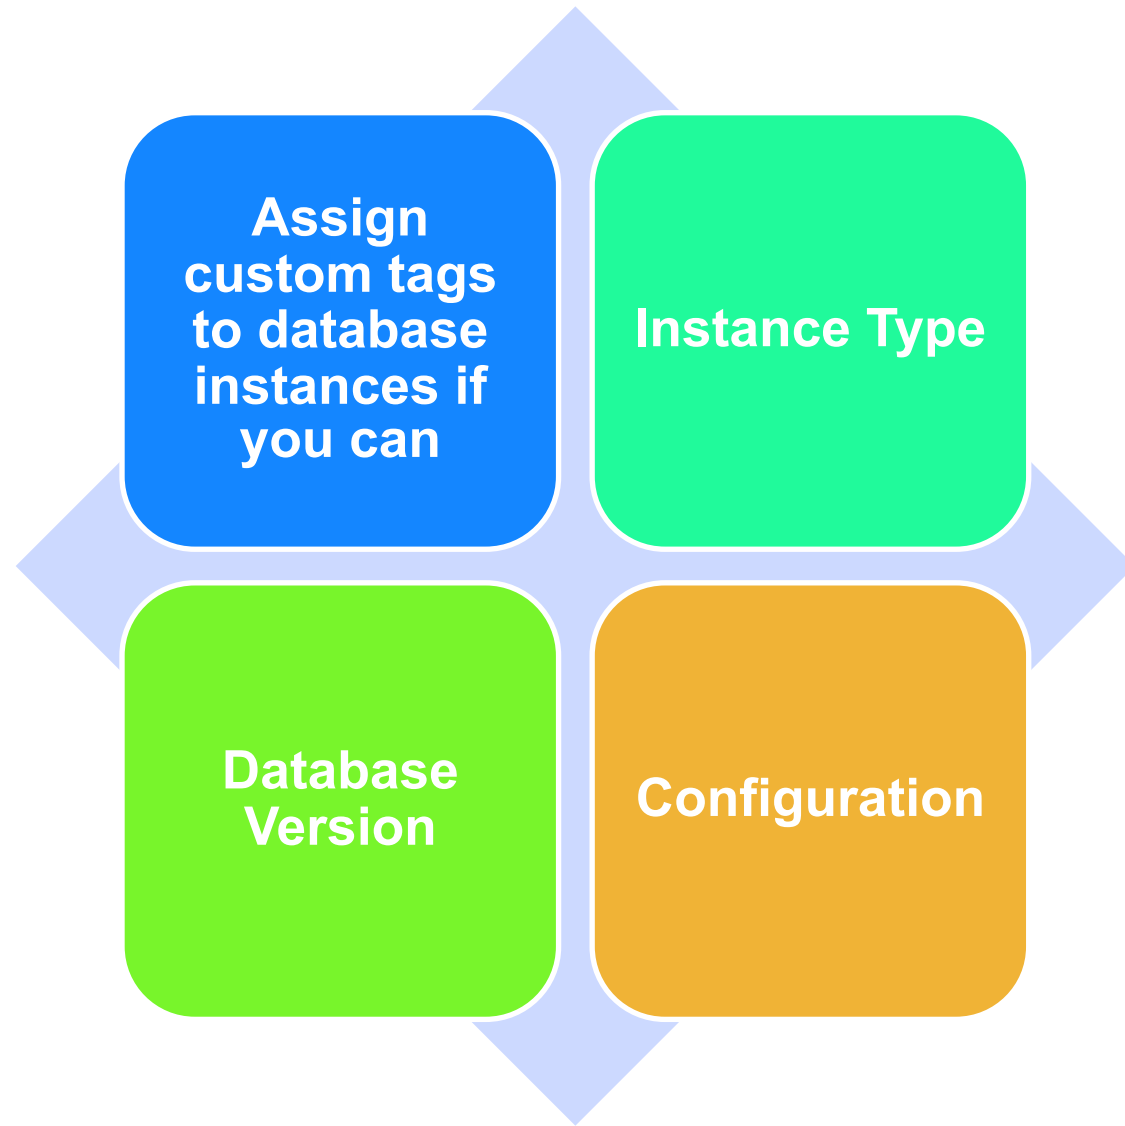 Assign
custom tags
to database
instances if
you can
Instance Type
Database
Version
Configuration